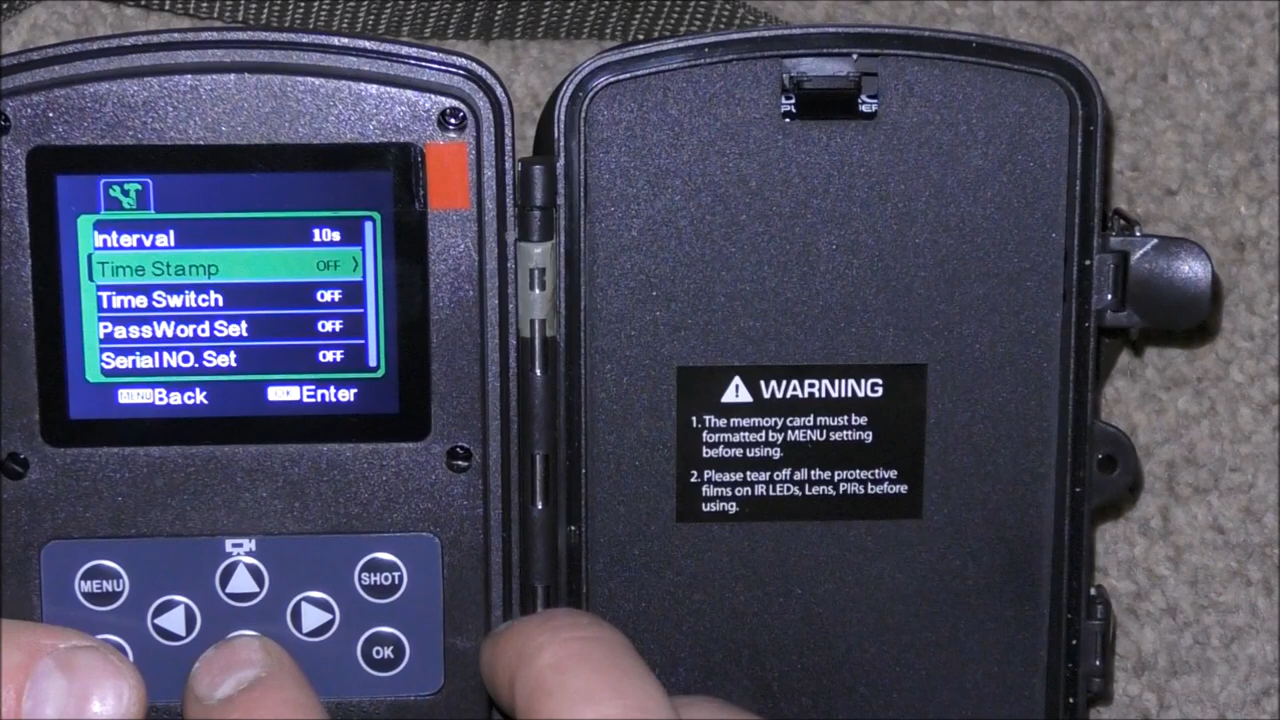 Interval 10s
Time Stamp OFF >
Time Switch OFF
PassWord Set OFF
Serial NO. Set OFF
MENU Back OK Enter
MENU
SHOT
OK
WARNING
1. The memory card must be
formatted by MENU setting
before using.
2. Please tear off all the protective
films on IR LEDs, Lens, PIRs before
using.